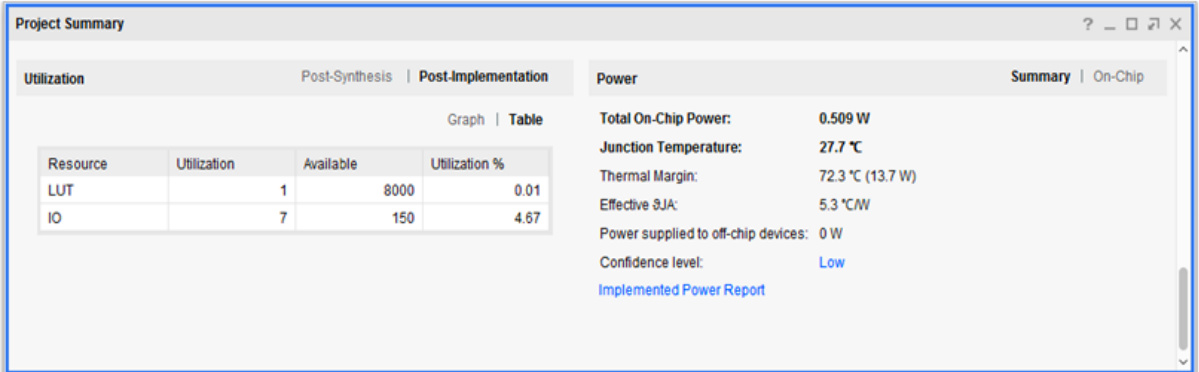 Project Summary
Utilization Post-Synthesis | Post-Implementation
Graph | Table
Resource Utilization Available Utilization %
LUT 1 8000 0.01
IO 7 150 4.67
Power Summary | On-Chip
Total On-Chip Power: 0.509 W
Junction Temperature: 27.7 ℃
Thermal Margin: 72.3 ℃ (13.7 W)
Effective ϑJA: 5.3 ℃/W
Power supplied to off-chip devices: 0 W
Confidence level: Low
Implemented Power Report